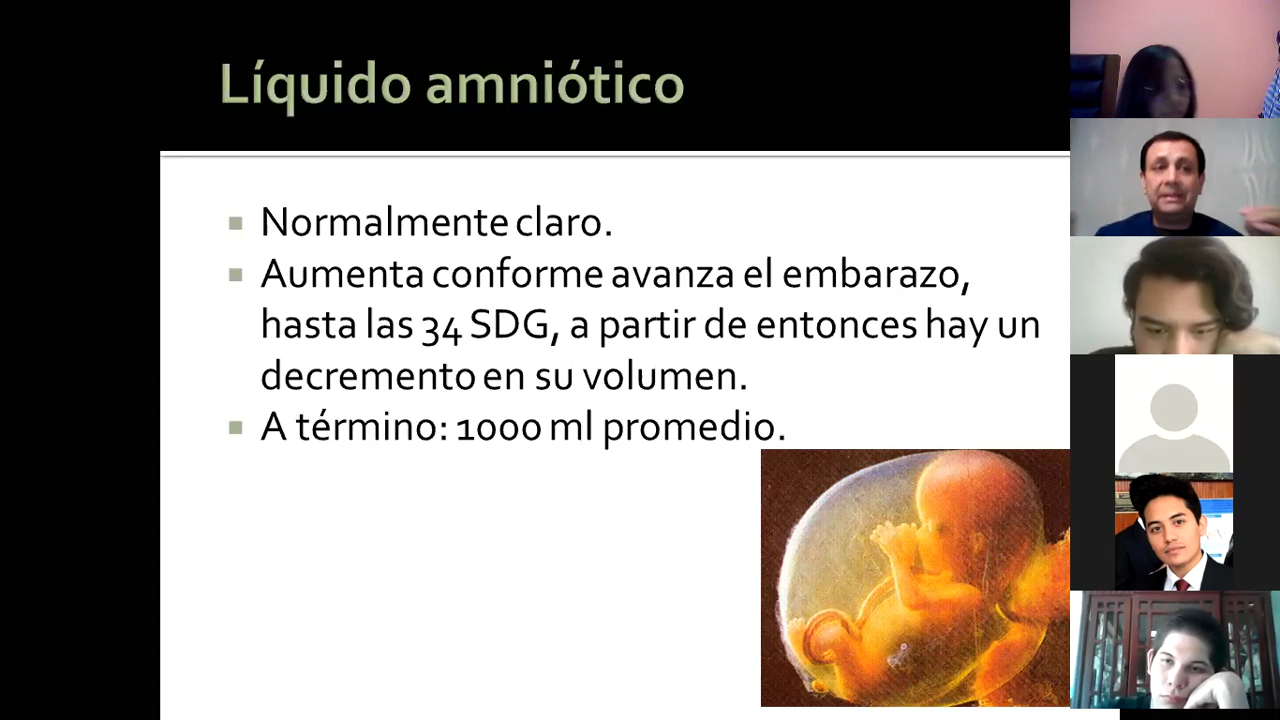 Líquido amniótico
Normalmente claro.
Aumenta conforme avanza el embarazo,
hasta las 34 SDG, a partir de entonces hay un
decremento en su volumen.
A término: 1000 ml promedio.